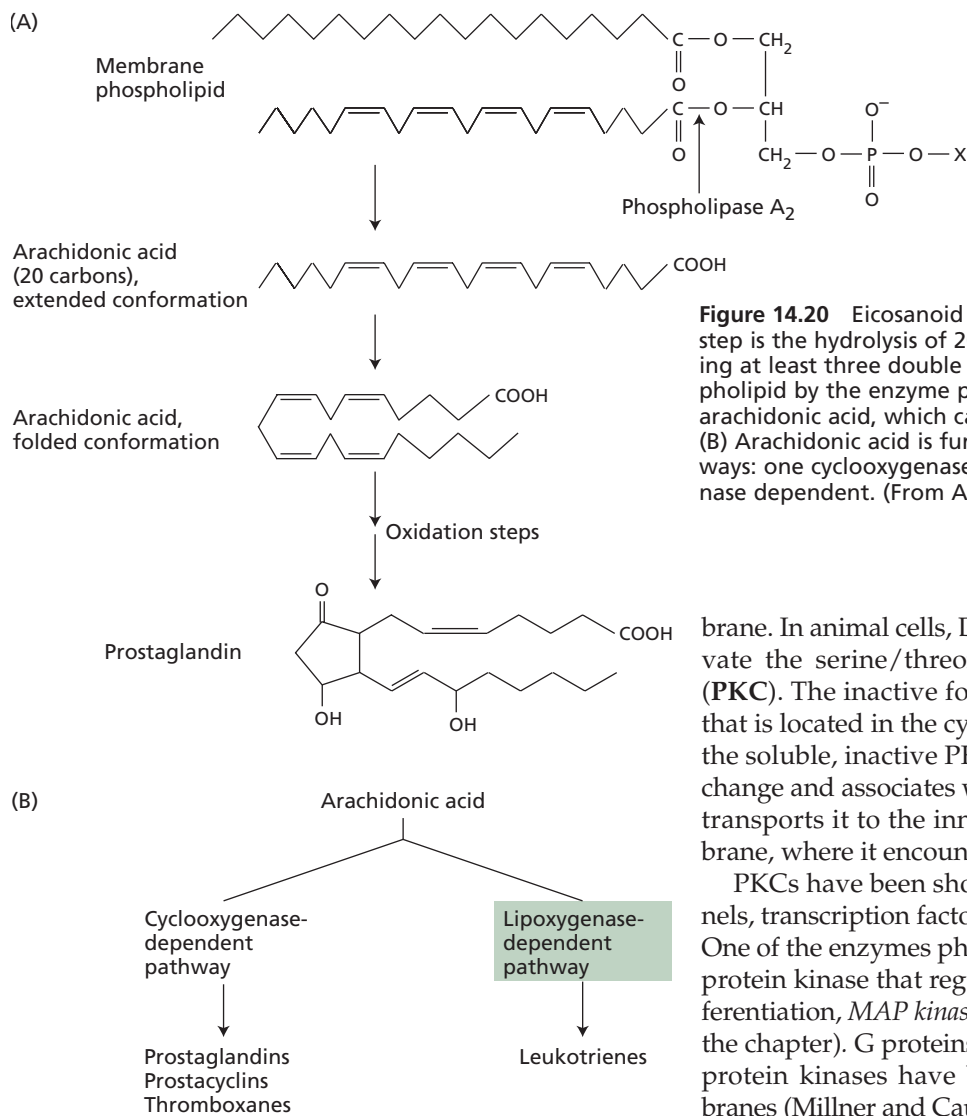 (A)
C — O — CH2
O
Membrane
phospholipid
C — O — CH
O
O−
CH2 — O — P — O — X
O
Phospholipase A2
Arachidonic acid
(20 carbons),
extended conformation
COOH
Arachidonic acid,
folded conformation
COOH
Oxidation steps
Prostaglandin
O
COOH
OH
OH
Figure 14.20 Eicosanoid
step is the hydrolysis of 2
ing at least three double
pholipid by the enzyme p
arachidonic acid, which ca
(B) Arachidonic acid is fur
ways: one cyclooxygenase
nase dependent. (From A
(B)
Arachidonic acid
Cyclooxygenase-
dependent
pathway
Lipoxygenase-
dependent
pathway
Prostaglandins
Prostacyclins
Thromboxanes
Leukotrienes
brane. In animal cells, D
vate the serine/threo
(PKC). The inactive fo
that is located in the cy
the soluble, inactive PK
change and associates w
transports it to the inn
brane, where it encoun
PKCs have been sho
nels, transcription facto
One of the enzymes ph
protein kinase that reg
ferentiation, MAP kinas
the chapter). G proteins
protein kinases have b
branes (Millner and Cau